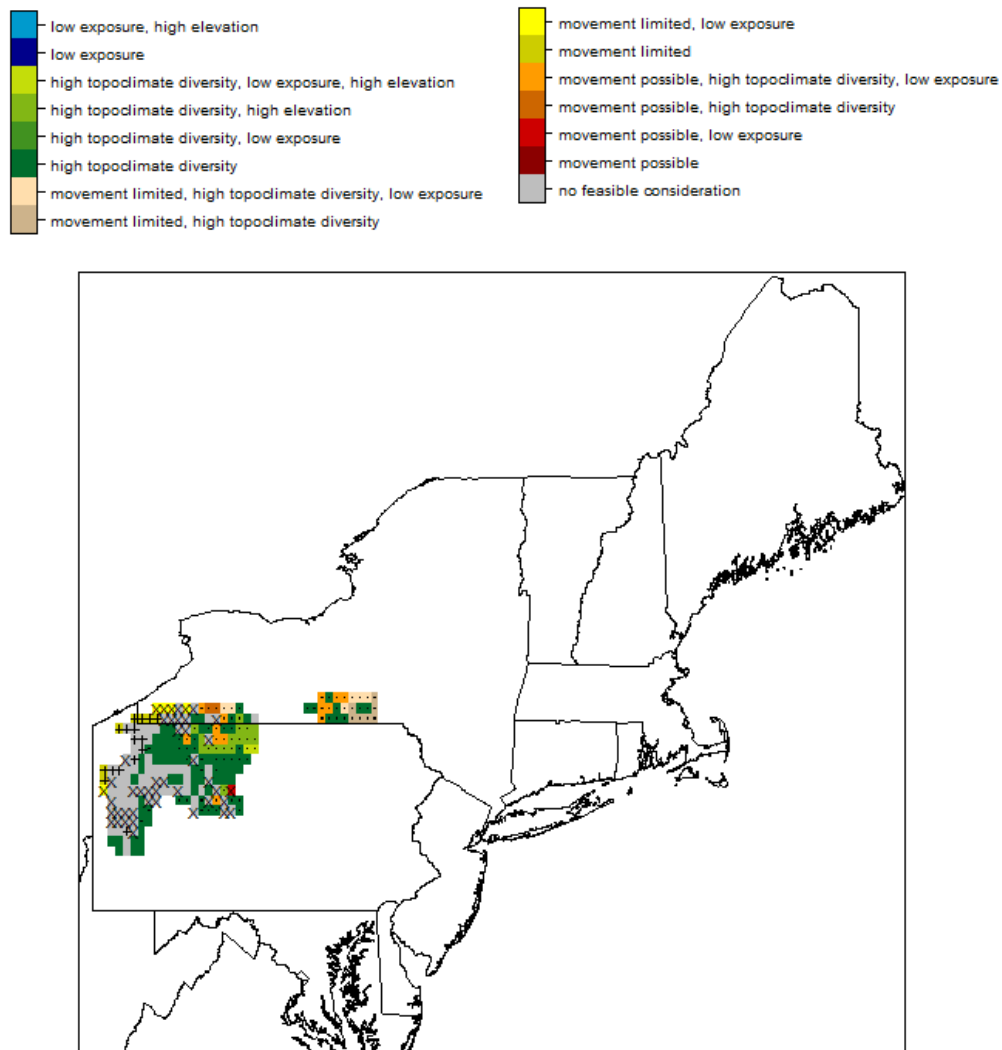 low exposure, high elevation
low exposure
high topoclimate diversity, low exposure, high elevation
high topoclimate diversity, high elevation
high topoclimate diversity, low exposure
high topoclimate diversity
movement limited, high topoclimate diversity, low exposure
movement limited, high topoclimate diversity
movement limited, low exposure
movement limited
movement possible, high topoclimate diversity, low exposure
movement possible, high topoclimate diversity
movement possible, low exposure
movement possible
no feasible consideration